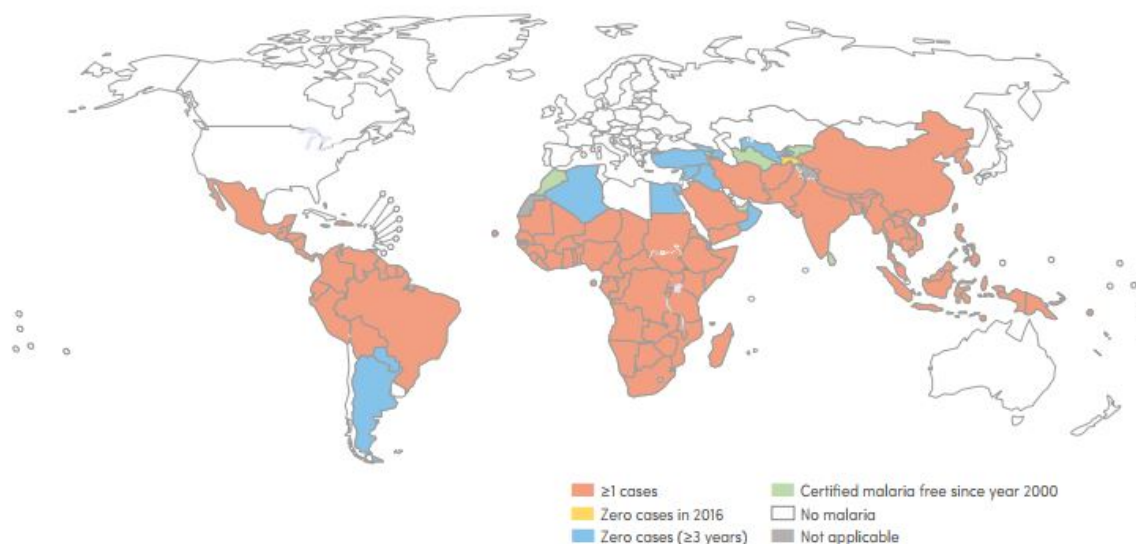 ≥1 cases
Zero cases in 2016
Zero cases (≥3 years)
Certified malaria free since year 2000
No malaria
Not applicable